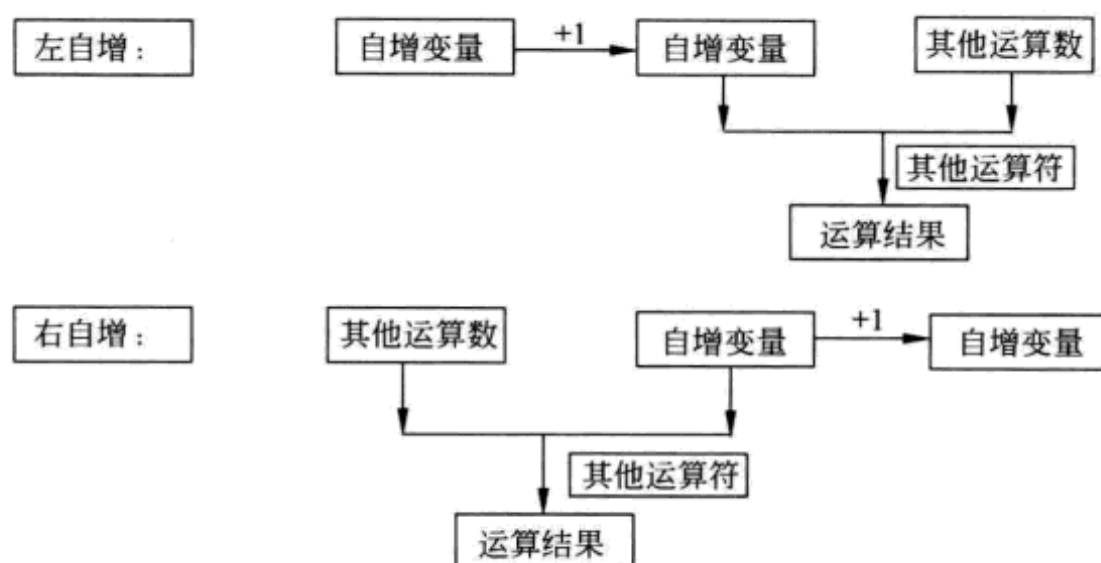 左自增： 自增变量 +1 自增变量 其他运算数
其他运算符
运算结果
右自增： 其他运算数 自增变量 +1 自增变量
其他运算符
运算结果